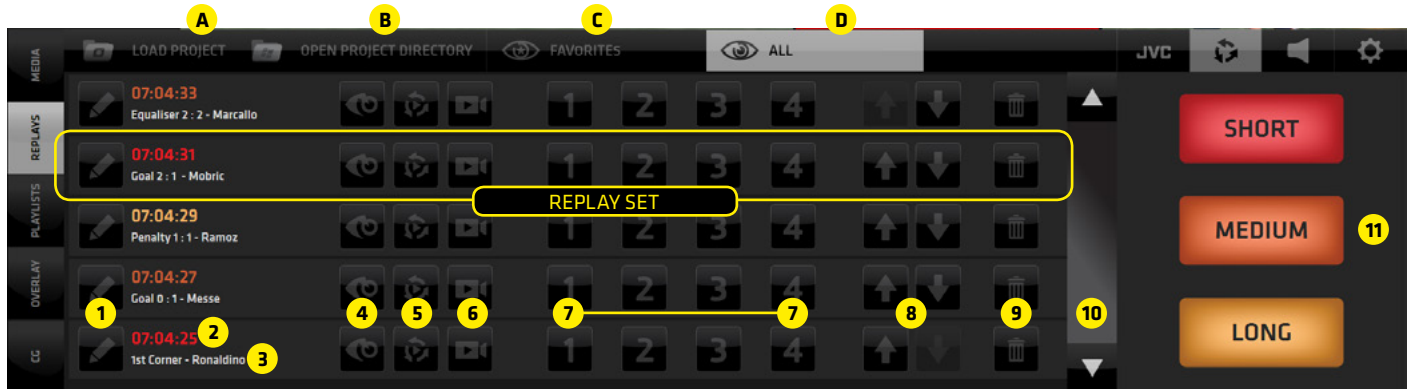 A B C D
MEDIA LOAD PROJECT OPEN PROJECT DIRECTORY FAVORITES ALL JVC
07:04:33
Equaliser 2 : 2 - Marcallo
1 2 3 4
SHORT
REPLAYS
07:04:31
Goal 2 : 1 - Mobric
1 2 3 4
REPLAY SET
PLAYLISTS
07:04:29
Penalty 1 : 1 - Ramoz
1 2 3 4
MEDIUM 11
OVERLAY
07:04:27
Goal 0 : 1 - Messe
1 2 3 4
1 4 5 6 7 7 8 9 10
CG
07:04:25 2
1st Corner - Ronaldino 3
1 2 3 4
LONG